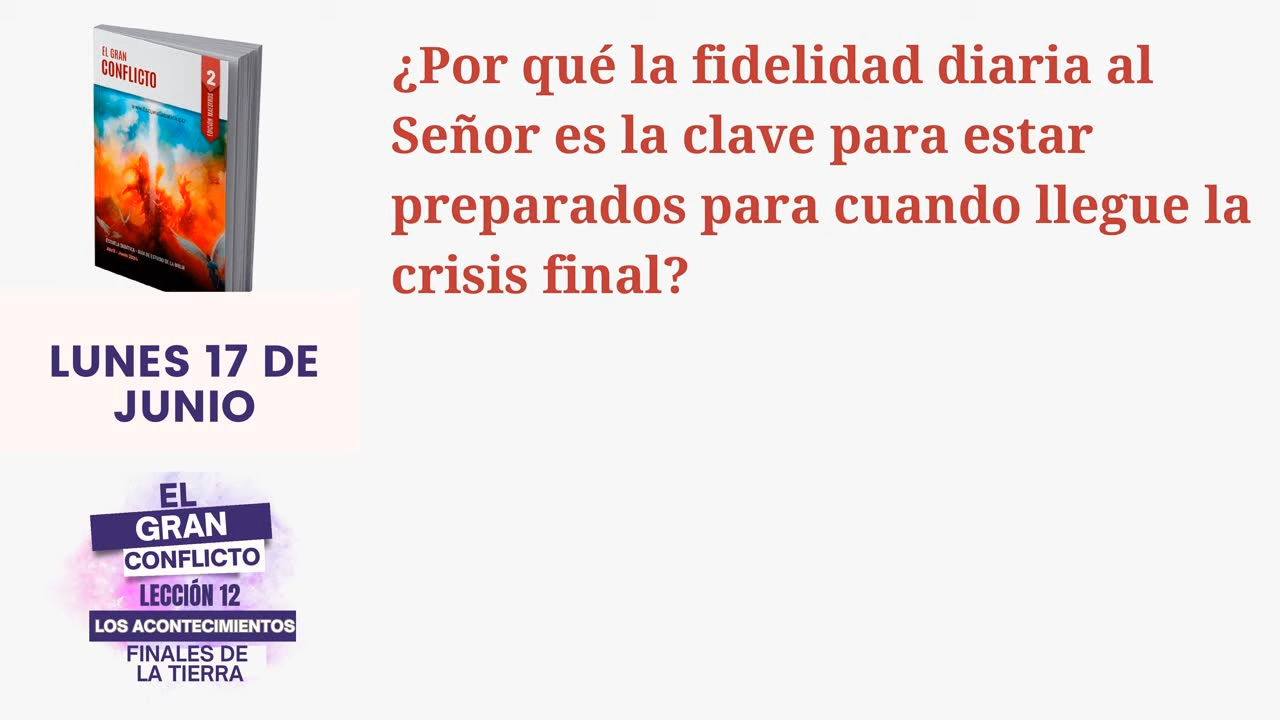 EL GRAN
CONFLICTO
2
¿Por qué la fidelidad diaria al
Señor es la clave para estar
preparados para cuando llegue la
crisis final?
LUNES 17 DE
JUNIO
EL
GRAN
CONFLICTO
LECCIÓN 12
LOS ACONTECIMIENTOS
FINALES DE
LA TIERRA